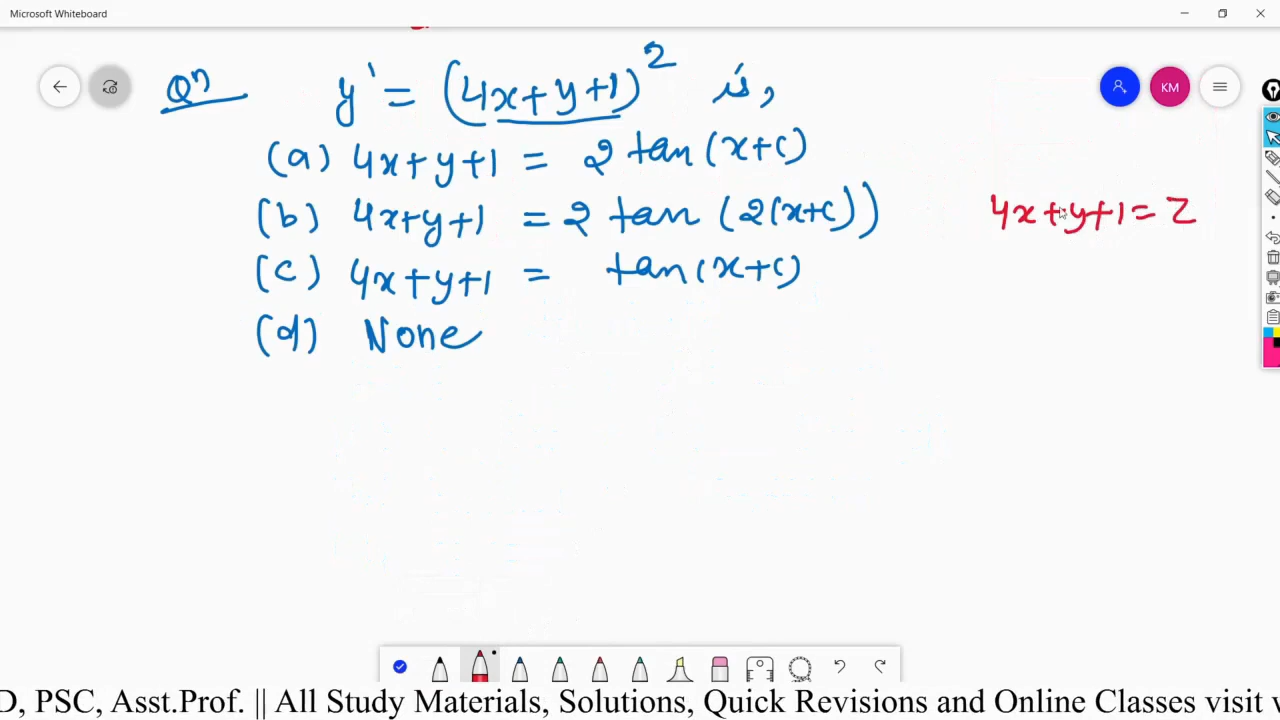 Microsoft Whiteboard
Qⁿ y' = (4x+y+1)² is,
KM
(a) 4x+y+1 = 2 tan(x+c)
(b) 4x+y+1 = 2 tan (2(x+c))
4x+y+1 = z
(c) 4x+y+1 = tan(x+c)
(d) None
D, PSC, Asst.Prof. || All Study Materials, Solutions, Quick Revisions and Online Classes visit